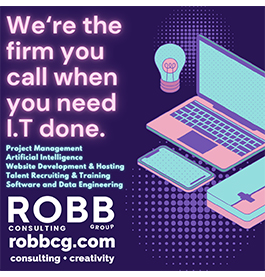 We're the
firm you
call when
you need
I.T done.
Project Management
Artificial Intelligence
Website Development & Hosting
Talent Recruiting & Training
Software and Data Engineering
ROBB
CONSULTING GROUP
robbcg.com
consulting + creativity